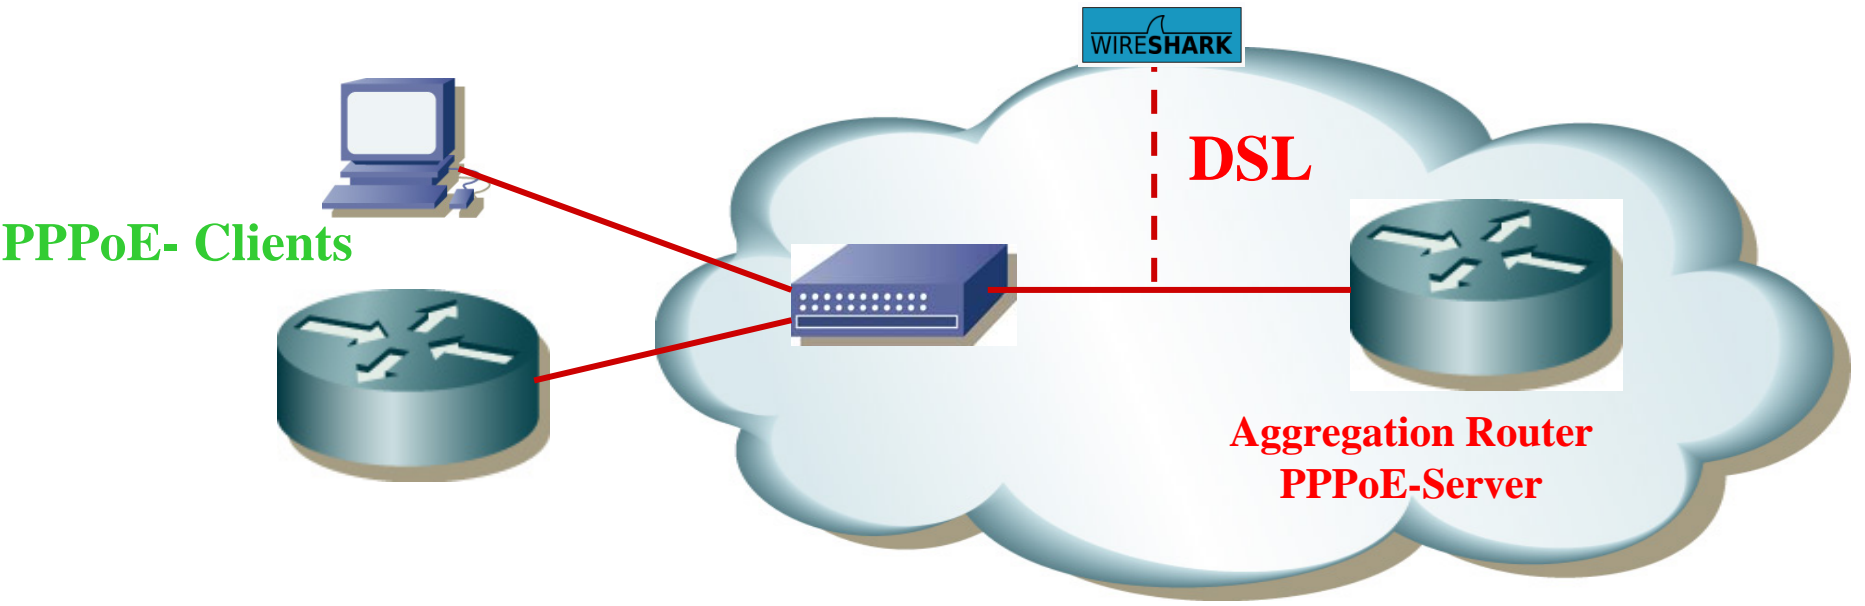 WIRESHARK
DSL
PPPoE- Clients
Aggregation Router
PPPoE-Server